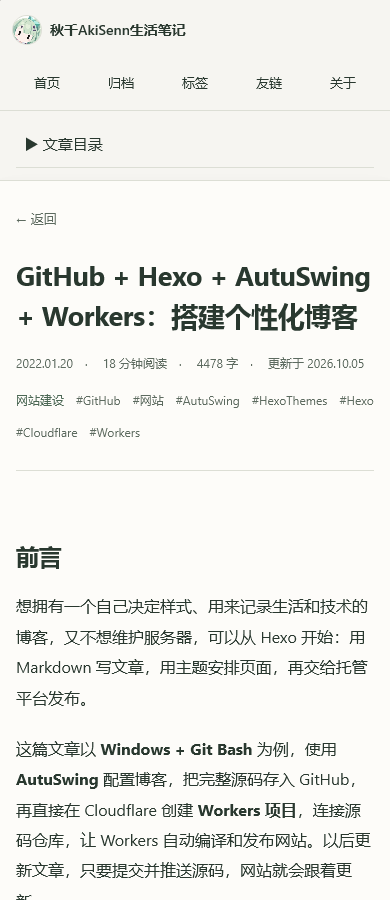 秋千AkiSenn生活笔记
首页 归档 标签 友链 关于
▶ 文章目录
← 返回
GitHub + Hexo + AutuSwing
+ Workers：搭建个性化博客
2022.01.20 · 18 分钟阅读 · 4478 字 · 更新于 2026.10.05
网站建设 #GitHub #网站 #AutuSwing #HexoThemes #Hexo
#Cloudflare #Workers
前言
想拥有一个自己决定样式、用来记录生活和技术的
博客，又不想维护服务器，可以从 Hexo 开始：用
Markdown 写文章，用主题安排页面，再交给托管
平台发布。
这篇文章以 Windows + Git Bash 为例，使用
AutuSwing 配置博客，把完整源码存入 GitHub，
再直接在 Cloudflare 创建 Workers 项目，连接源
码仓库，让 Workers 自动编译和发布网站。以后更
新文章，只要提交并推送源码，网站就会跟着更